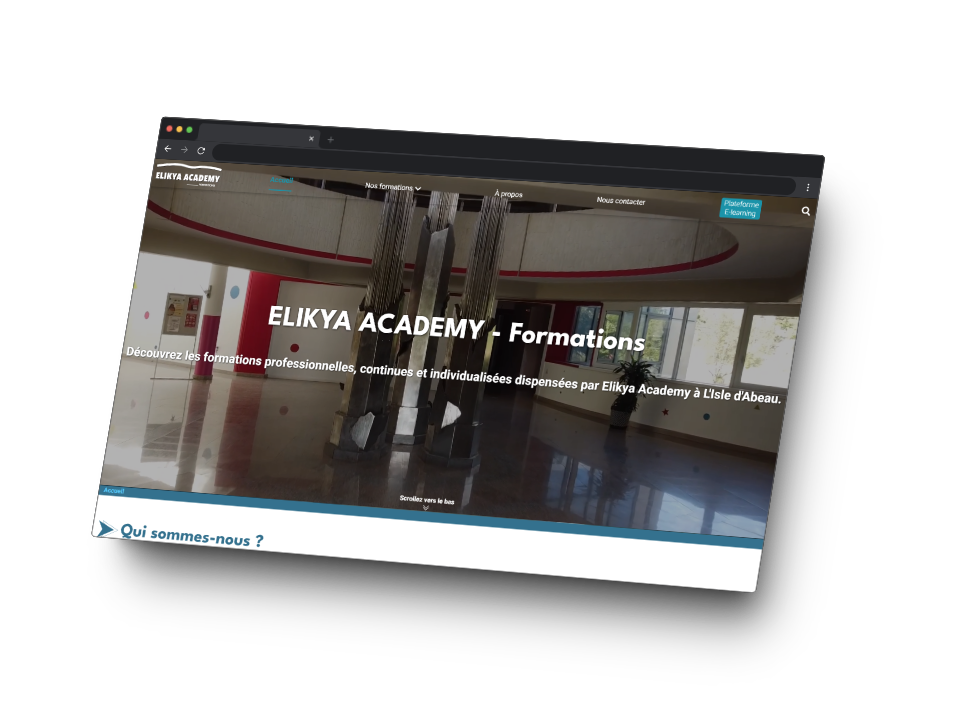 ELIKYA ACADEMY
Accueil
Nos formations
À propos
Nous contacter
Plateforme
E-learning
ELIKYA ACADEMY - Formations
Découvrez les formations professionnelles, continues et individualisées dispensées par Elikya Academy à L'Isle d'Abeau.
Scrollez vers le bas
Accueil
Qui sommes-nous ?